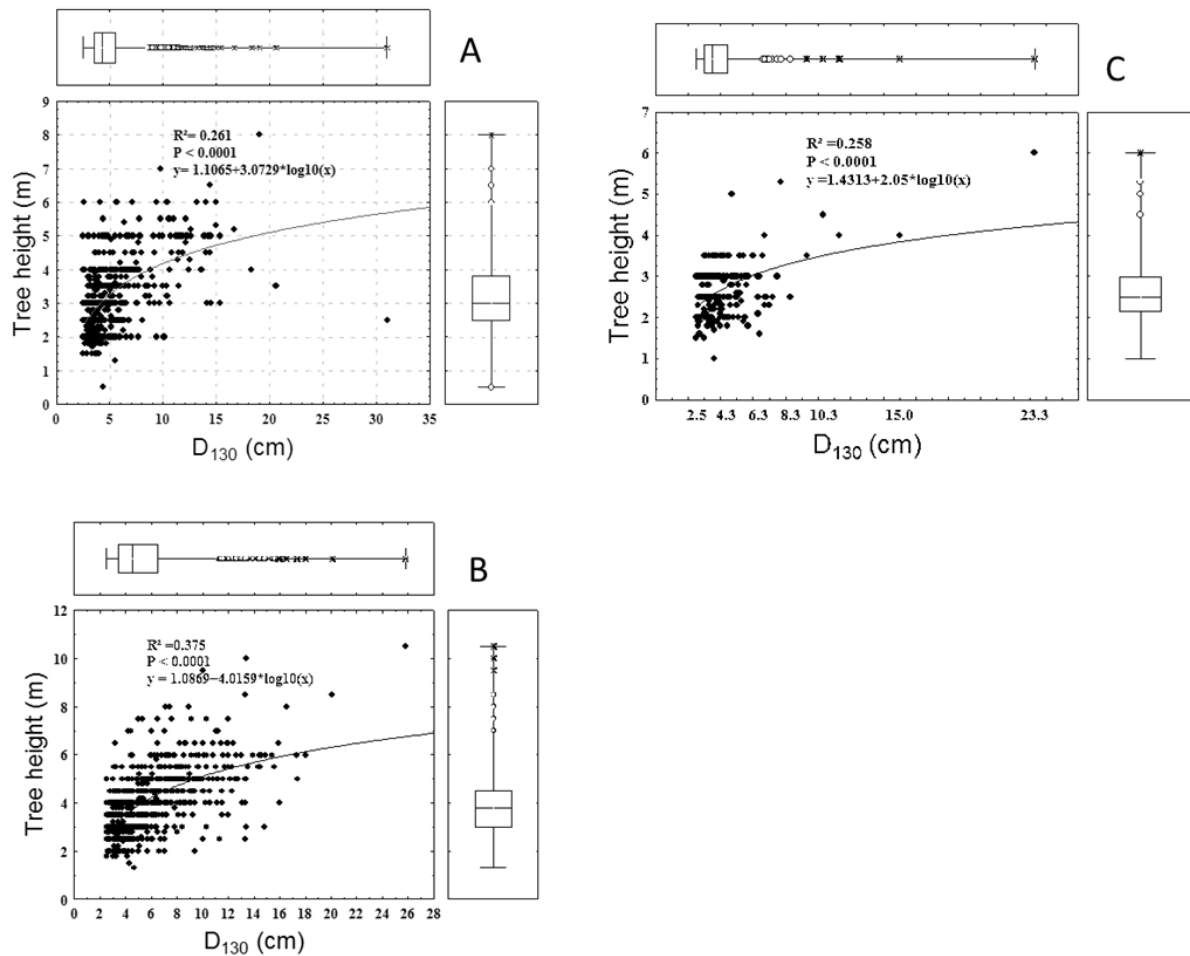 A
9
8
7
6
5
4
3
2
1
0
Tree height (m)
R²= 0.261
P < 0.0001
y= 1.1065+3.0729*log10(x)
0 5 10 15 20 25 30 35
D130 (cm)
C
7
6
5
4
3
2
1
0
Tree height (m)
R² =0.258
P < 0.0001
y =1.4313+2.05*log10(x)
2.5 4.3 6.3 8.3 10.3 15.0 23.3
D130 (cm)
B
12
10
8
6
4
2
0
Tree height (m)
R² =0.375
P < 0.0001
y = 1.0869−4.0159*log10(x)
0 2 4 6 8 10 12 14 16 18 20 22 24 26 28
D130 (cm)